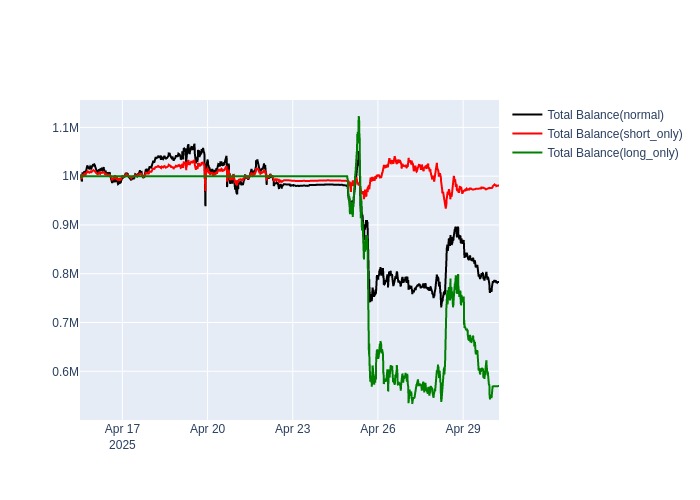 Total Balance(normal)
Total Balance(short_only)
Total Balance(long_only)
1.1M
1M
0.9M
0.8M
0.7M
0.6M
Apr 17 Apr 20 Apr 23 Apr 26 Apr 29
2025